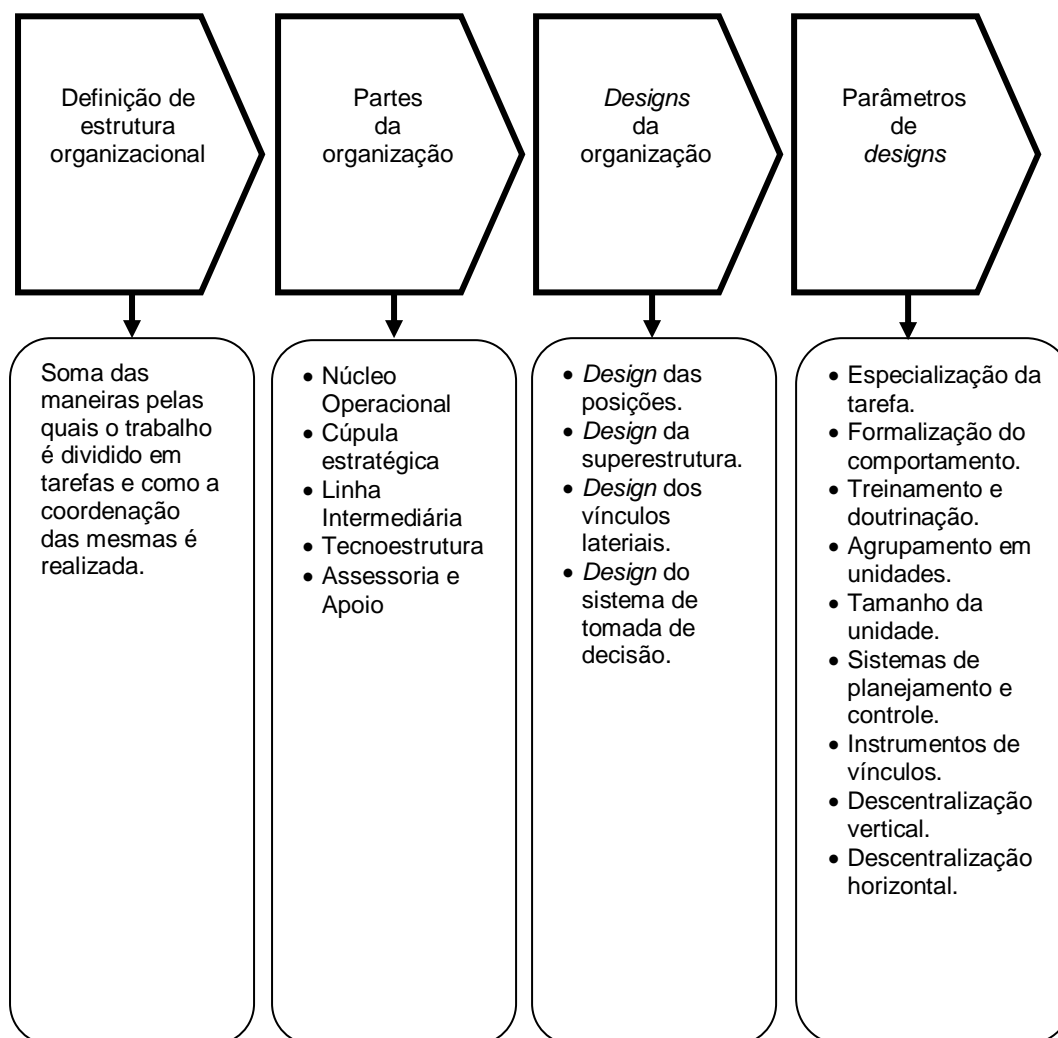 Definição de
estrutura
organizacional
Partes
da
organização
Designs
da
organização
Parâmetros
de
designs
Soma das
maneiras pelas
quais o trabalho
é dividido em
tarefas e como a
coordenação
das mesmas é
realizada.
• Núcleo
Operacional
• Cúpula
estratégica
• Linha
Intermediária
• Tecnoestrutura
• Assessoria e
Apoio
• Design das
posições.
• Design da
superestrutura.
• Design dos
vínculos
lateriais.
• Design do
sistema de
tomada de
decisão.
• Especialização da
tarefa.
• Formalização do
comportamento.
• Treinamento e
doutrinação.
• Agrupamento em
unidades.
• Tamanho da
unidade.
• Sistemas de
planejamento e
controle.
• Instrumentos de
vínculos.
• Descentralização
vertical.
• Descentralização
horizontal.